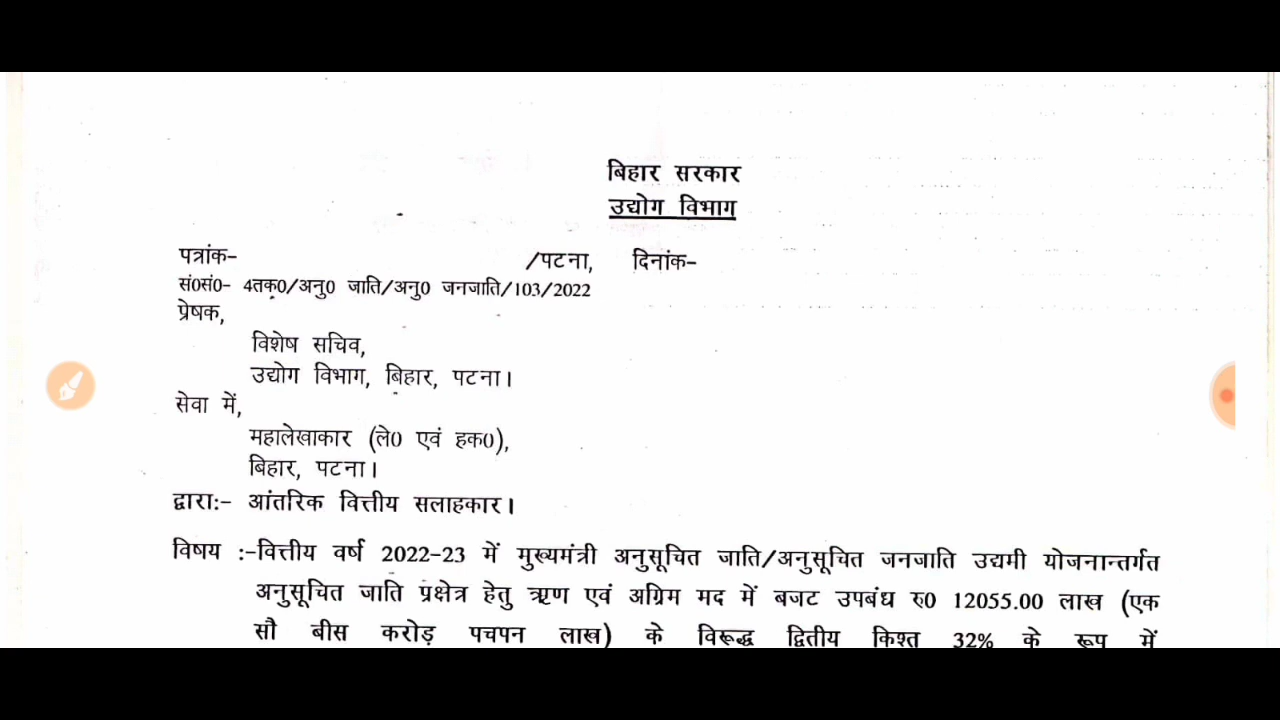 बिहार सरकार
उद्योग विभाग
पत्रांक- /पटना, दिनांक-
सं0सं0- 4तक0/अनु0 जाति/अनु0 जनजाति/103/2022
प्रेषक,
विशेष सचिव,
उद्योग विभाग, बिहार, पटना।
सेवा में,
महालेखाकार (ले0 एवं हक0),
बिहार, पटना।
द्वाराः- आंतरिक वित्तीय सलाहकार।
विषय :-वित्तीय वर्ष 2022-23 में मुख्यमंत्री अनुसूचित जाति/अनुसूचित जनजाति उद्यमी योजनान्तर्गत
अनुसूचित जाति प्रक्षेत्र हेतु ऋण एवं अग्रिम मद में बजट उपबंध रु0 12055.00 लाख (एक
सौ बीस करोड़ पचपन लाख) के विरूद्ध द्वितीय किश्त 32% के रूप में